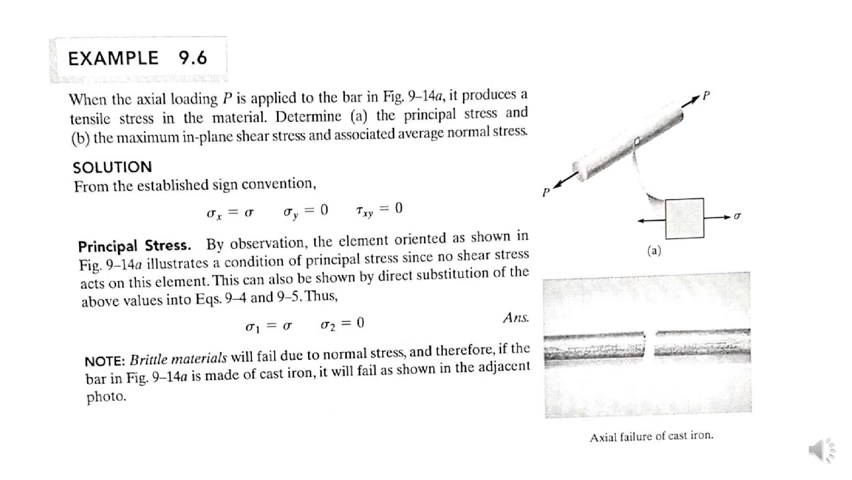 EXAMPLE 9.6
When the axial loading P is applied to the bar in Fig. 9–14a, it produces a
tensile stress in the material. Determine (a) the principal stress and
(b) the maximum in-plane shear stress and associated average normal stress.
SOLUTION
From the established sign convention,
σx = σ σy = 0 τxy = 0
Principal Stress. By observation, the element oriented as shown in
Fig. 9–14a illustrates a condition of principal stress since no shear stress
acts on this element. This can also be shown by direct substitution of the
above values into Eqs. 9–4 and 9–5. Thus,
σ1 = σ σ2 = 0 Ans.
NOTE: Brittle materials will fail due to normal stress, and therefore, if the
bar in Fig. 9–14a is made of cast iron, it will fail as shown in the adjacent
photo.
P
P
σ
(a)
Axial failure of cast iron.